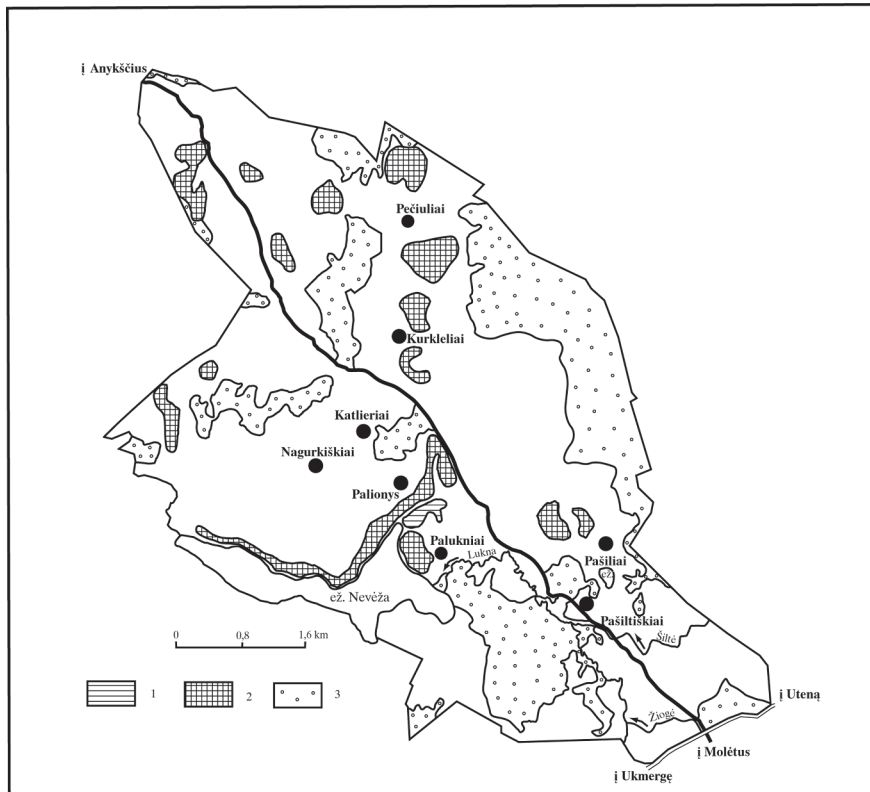 į Anykščius
Pečiuliai
Kurkleliai
Katlieriai
Nagurkiškiai
Palionys
Palukniai
Lukna
Pašiliai
ež.
ež. Nevėža
Pašiltiškiai
Šiltė
0 0,8 1,6 km
1 2 3
į Uteną
Žiogė
į Molėtus
į Ukmergę